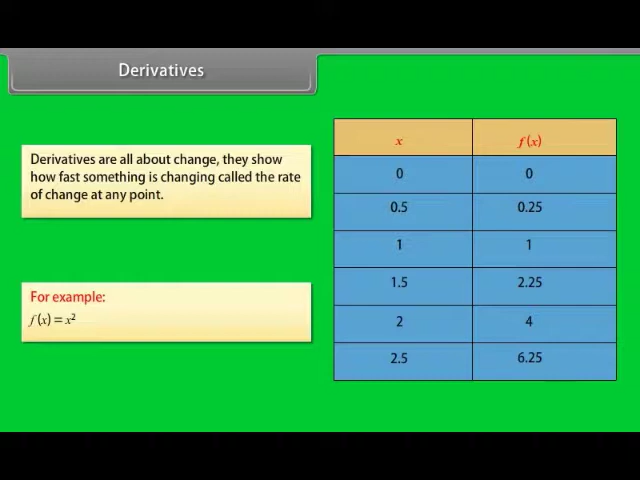 Derivatives
Derivatives are all about change, they show
how fast something is changing called the rate
of change at any point.
For example:
f (x) = x²
x f (x)
0 0
0.5 0.25
1 1
1.5 2.25
2 4
2.5 6.25